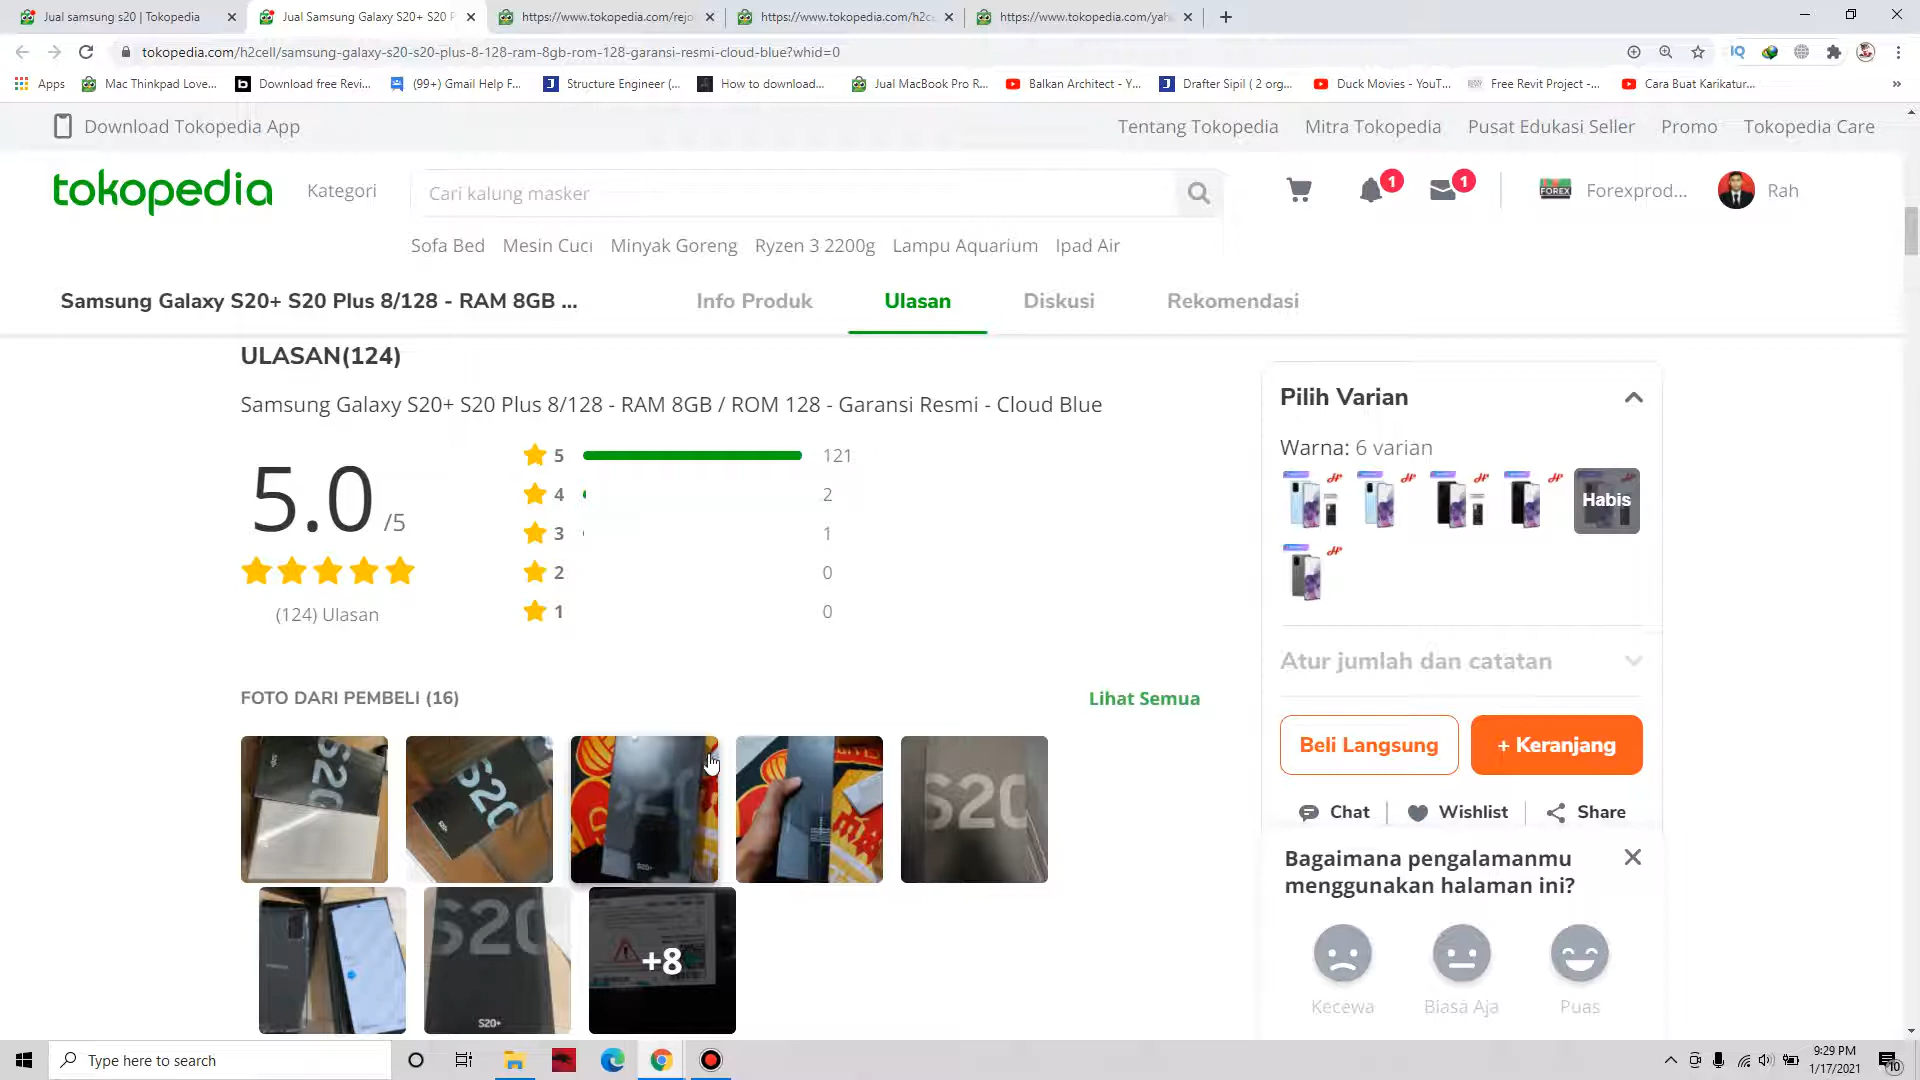 Jual samsung s20 | Tokopedia
Jual Samsung Galaxy S20+ S20 P
https://www.tokopedia.com/rejo
https://www.tokopedia.com/h2c
https://www.tokopedia.com/yah
tokopedia.com/h2cell/samsung-galaxy-s20-s20-plus-8-128-ram-8gb-rom-128-garansi-resmi-cloud-blue?whid=0
Apps
Mac Thinkpad Love...
Download free Revi...
(99+) Gmail Help F...
Structure Engineer (...
How to download...
Jual MacBook Pro R...
Balkan Architect - Y...
Drafter Sipil ( 2 org...
Duck Movies - YouT...
Free Revit Project -...
Cara Buat Karikatur...
Download Tokopedia App
Tentang Tokopedia
Mitra Tokopedia
Pusat Edukasi Seller
Promo
Tokopedia Care
tokopedia
Kategori
Cari kalung masker
1
1
FOREX
Forexprod...
Rah
Sofa Bed
Mesin Cuci
Minyak Goreng
Ryzen 3 2200g
Lampu Aquarium
Ipad Air
Samsung Galaxy S20+ S20 Plus 8/128 - RAM 8GB ...
Info Produk
Ulasan
Diskusi
Rekomendasi
ULASAN(124)
Samsung Galaxy S20+ S20 Plus 8/128 - RAM 8GB / ROM 128 - Garansi Resmi - Cloud Blue
5.0 /5
(124) Ulasan
5 121
4 2
3 1
2 0
1 0
Pilih Varian
Warna: 6 varian
Habis
Atur jumlah dan catatan
Beli Langsung
+ Keranjang
Chat
Wishlist
Share
FOTO DARI PEMBELI (16)
Lihat Semua
S20
S20
S20+
S20
S20
S20+
+8
Bagaimana pengalamanmu
menggunakan halaman ini?
Kecewa
Biasa Aja
Puas
Type here to search
9:29 PM
1/17/2021
10